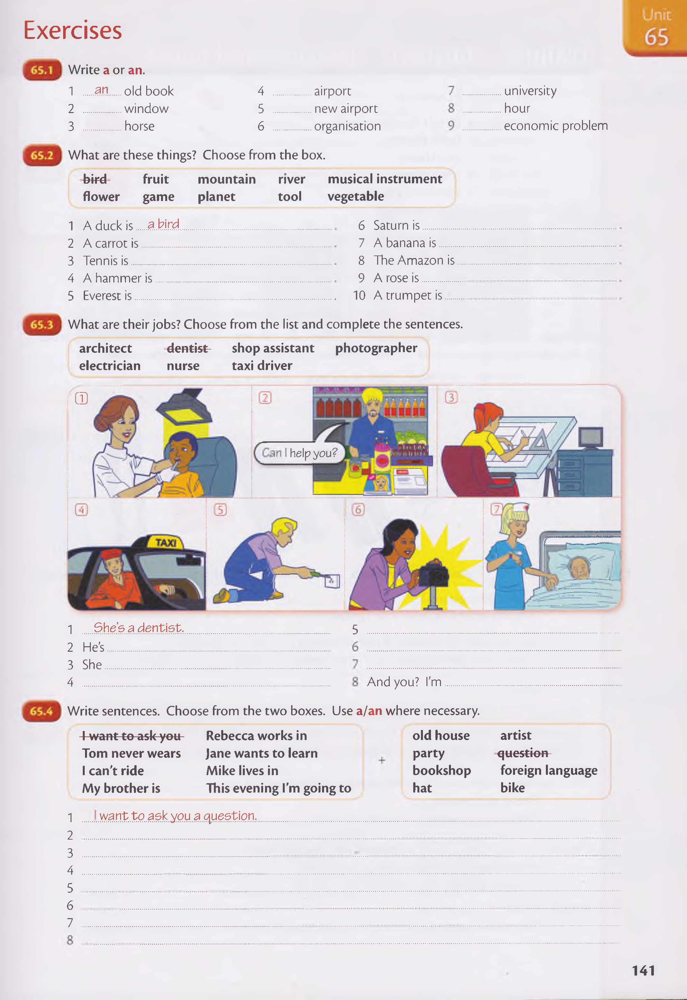 Unit
65
Exercises
65.1 Write a or an.
1 an old book 4 airport 7 university
2 window 5 new airport 8 hour
3 horse 6 organisation 9 economic problem
65.2 What are these things? Choose from the box.
bird fruit mountain river musical instrument
flower game planet tool vegetable
1 A duck is a bird . 6 Saturn is .
2 A carrot is . 7 A banana is .
3 Tennis is . 8 The Amazon is .
4 A hammer is . 9 A rose is .
5 Everest is . 10 A trumpet is .
65.3 What are their jobs? Choose from the list and complete the sentences.
architect dentist shop assistant photographer
electrician nurse taxi driver
1 2 3
Can I help you?
4 5 6 7
TAXI
1 She's a dentist. 5
2 He's 6
3 She 7
4 8 And you? I'm
65.4 Write sentences. Choose from the two boxes. Use a/an where necessary.
I want to ask you Rebecca works in old house artist
Tom never wears Jane wants to learn party question
+
I can't ride Mike lives in bookshop foreign language
My brother is This evening I'm going to hat bike
1 I want to ask you a question.
2
3
4
5
6
7
8
141